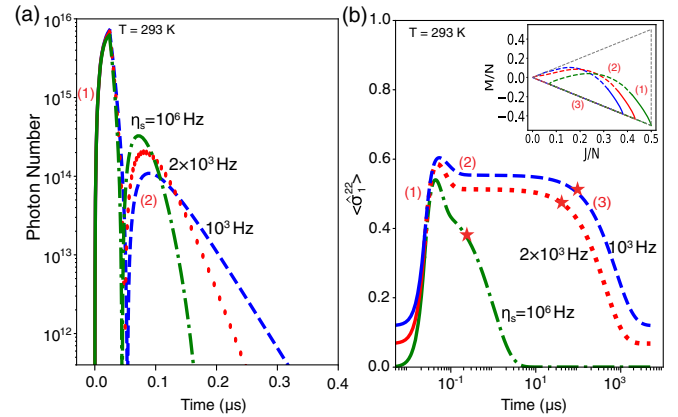 (a)
T = 293 K
10^16
10^15
10^14
10^13
10^12
Photon Number
(1)
η_s=10^6 Hz
2×10^3 Hz
(2)
10^3 Hz
0.0 0.1 0.2 0.3 0.4
Time (μs)
(b)
T = 293 K
1.0
0.8
0.6
0.4
0.2
0.0
<σ̂_1^22>
M/N
0.4
0.2
0.0
−0.2
−0.4
(2)
(1)
(3)
0.0 0.1 0.2 0.3 0.4 0.5
J/N
(1)
(2)
(3)
10^3 Hz
2×10^3 Hz
η_s=10^6 Hz
10^-1 10^1 10^3
Time (μs)